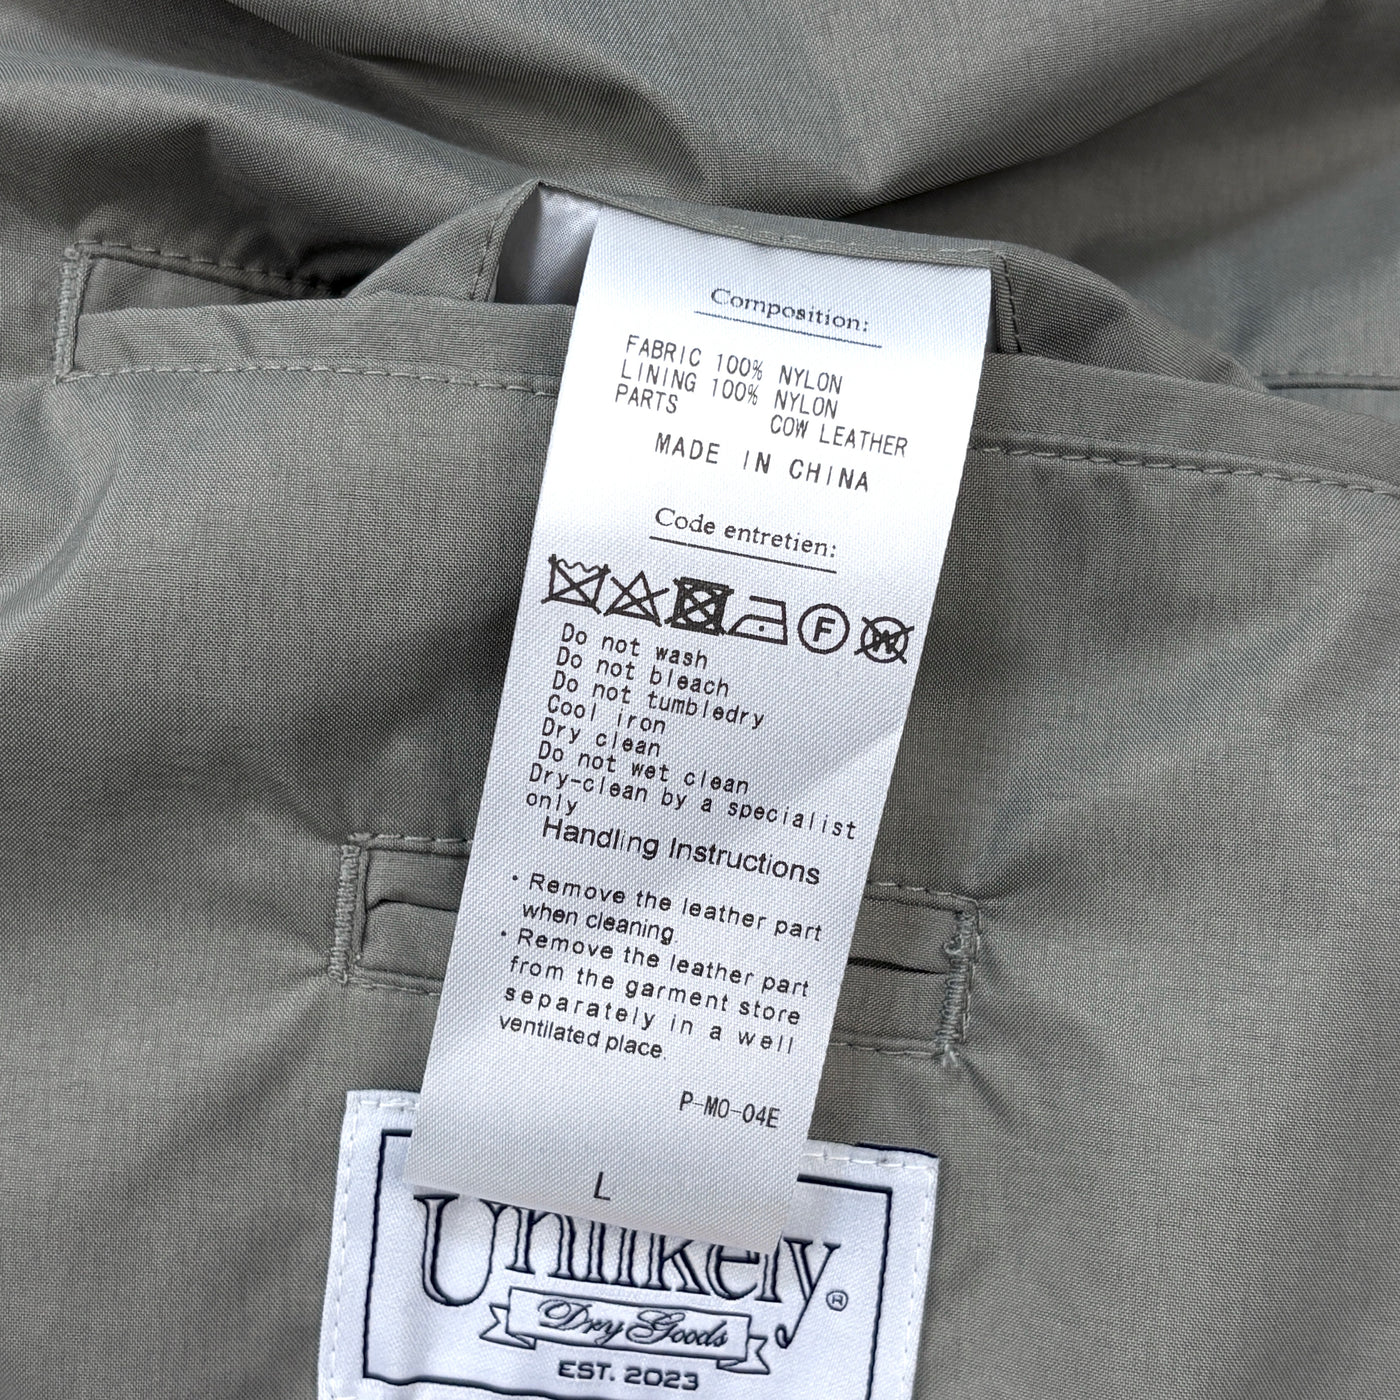 Composition:
FABRIC 100% NYLON
LINING 100% NYLON
PARTS COW LEATHER
MADE IN CHINA
Code entretien:
F W
Do not wash
Do not bleach
Do not tumbledry
Cool iron
Dry clean
Do not wet clean
Dry-clean by a specialist
only
Handling Instructions
· Remove the leather part
when cleaning.
· Remove the leather part
from the garment store
separately in a well
ventilated place.
P-MO-04E
L
Unlikely®
Dry Goods
EST. 2023